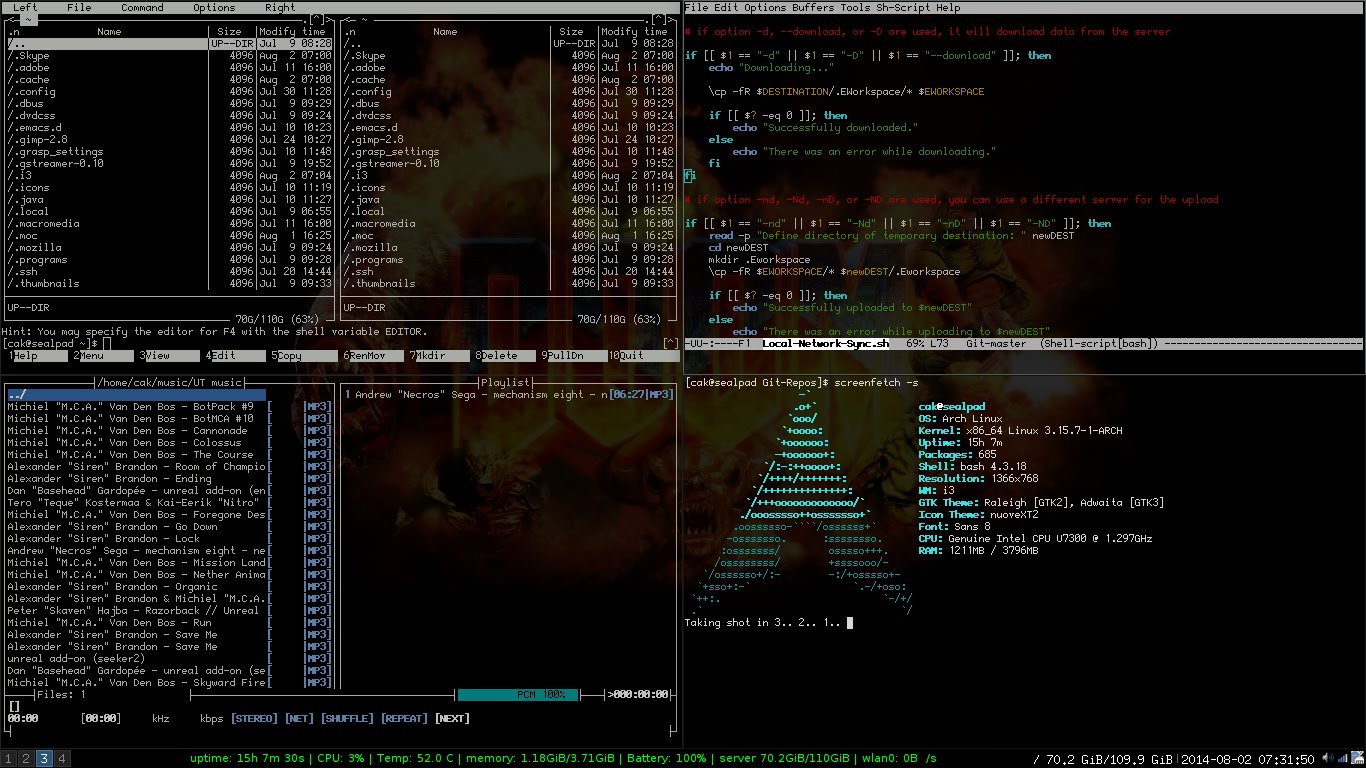 Left File Command Options Right
~ .[^]>
.n Name Size Modify time
/.. UP--DIR Jul 9 08:28
/.Skype 4096 Aug 2 07:00
/.adobe 4096 Jul 11 16:00
/.cache 4096 Aug 2 07:00
/.config 4096 Jul 30 11:28
/.dbus 4096 Jul 9 09:29
/.dvdcss 4096 Jul 9 09:24
/.emacs.d 4096 Jul 10 10:23
/.gimp-2.8 4096 Jul 24 10:27
/.grasp_settings 4096 Jul 10 11:48
/.gstreamer-0.10 4096 Jul 9 19:52
/.i3 4096 Aug 2 07:04
/.icons 4096 Jul 10 11:19
/.java 4096 Jul 10 11:27
/.local 4096 Jul 9 06:55
/.macromedia 4096 Jul 11 16:00
/.moc 4096 Aug 1 16:25
/.mozilla 4096 Jul 9 09:24
/.programs 4096 Jul 9 09:28
/.ssh 4096 Jul 20 14:44
/.thumbnails 4096 Jul 9 09:33
UP--DIR
70G/110G (63%)
<─ ~ .[^]>
.n Name Size Modify time
/.. UP--DIR Jul 9 08:28
/.Skype 4096 Aug 2 07:00
/.adobe 4096 Jul 11 16:00
/.cache 4096 Aug 2 07:00
/.config 4096 Jul 30 11:28
/.dbus 4096 Jul 9 09:29
/.dvdcss 4096 Jul 9 09:24
/.emacs.d 4096 Jul 10 10:23
/.gimp-2.8 4096 Jul 24 10:27
/.grasp_settings 4096 Jul 10 11:48
/.gstreamer-0.10 4096 Jul 9 19:52
/.i3 4096 Aug 2 07:04
/.icons 4096 Jul 10 11:19
/.java 4096 Jul 10 11:27
/.local 4096 Jul 9 06:55
/.macromedia 4096 Jul 11 16:00
/.moc 4096 Aug 1 16:25
/.mozilla 4096 Jul 9 09:24
/.programs 4096 Jul 9 09:28
/.ssh 4096 Jul 20 14:44
/.thumbnails 4096 Jul 9 09:33
UP--DIR
70G/110G (63%)
Hint: You may specify the editor for F4 with the shell variable EDITOR.
[cak@sealpad ~]$ [^]
1Help 2Menu 3View 4Edit 5Copy 6RenMov 7Mkdir 8Delete 9PullDn 10Quit
File Edit Options Buffers Tools Sh-Script Help
# if option -d, --download, or -D are used, it will download data from the server
if [[ $1 == "-d" || $1 == "-D" || $1 == "--download" ]]; then
echo "Downloading..."
\cp -fR $DESTINATION/.EWorkspace/* $EWORKSPACE
if [[ $? -eq 0 ]]; then
echo "Successfully downloaded."
else
echo "There was an error while downloading."
fi
fi
# if option -nd, -Nd, -nD, or -ND are used, you can use a different server for the upload
if [[ $1 == "-nd" || $1 == "-Nd" || $1 == "-nD" || $1 == "-ND" ]]; then
read -p "Define directory of temporary destination: " newDEST
cd newDEST
mkdir .Eworkspace
\cp -fR $EWORKSPACE/* $newDEST/.Eworkspace
if [[ $? -eq 0 ]]; then
echo "Successfully uploaded to $newDEST"
else
echo "There was an error while uploading to $newDEST"
-UU-:----F1 Local-Network-Sync.sh 69% L73 Git-master (Shell-script[bash]) ----------------------------------
/home/cak/music/UT music
../
Michiel "M.C.A." Van Den Bos - BotPack #9 [ |MP3]
Michiel "M.C.A." Van Den Bos - BotMCA #10 [ |MP3]
Michiel "M.C.A." Van Den Bos - Cannonade [ |MP3]
Michiel "M.C.A." Van Den Bos - Colossus [ |MP3]
Michiel "M.C.A." Van Den Bos - The Course [ |MP3]
Alexander "Siren" Brandon - Room of Champio[ |MP3]
Alexander "Siren" Brandon - Ending [ |MP3]
Dan "Basehead" Gardopée - unreal add-on (en[ |MP3]
Tero "Teque" Kostermaa & Kai-Eerik "Nitro" [ |MP3]
Michiel "M.C.A." Van Den Bos - Foregone Des[ |MP3]
Alexander "Siren" Brandon - Go Down [ |MP3]
Alexander "Siren" Brandon - Lock [ |MP3]
Andrew "Necros" Sega - mechanism eight - ne[ |MP3]
Michiel "M.C.A." Van Den Bos - Mission Land[ |MP3]
Michiel "M.C.A." Van Den Bos - Nether Anima[ |MP3]
Alexander "Siren" Brandon - Organic [ |MP3]
Alexander "Siren" Brandon & Michiel "M.C.A.[ |MP3]
Peter "Skaven" Hajba - Razorback // Unreal [ |MP3]
Michiel "M.C.A." Van Den Bos - Run [ |MP3]
Alexander "Siren" Brandon - Save Me [ |MP3]
Alexander "Siren" Brandon - Save Me [ |MP3]
unreal add-on (seeker2) [ |MP3]
Dan "Basehead" Gardopée - unreal add-on (se[ |MP3]
Michiel "M.C.A." Van Den Bos - Skyward Fire[ |MP3]
Playlist
1 Andrew "Necros" Sega - mechanism eight - n[06:27|MP3]
Files: 1 PCM 100% >000:00:00
[]
00:00 [00:00] kHz kbps [STEREO] [NET] [SHUFFLE] [REPEAT] [NEXT]
[cak@sealpad Git-Repos]$ screenfetch -s
-`
.o+`
`ooo/
`+oooo:
`+oooooo:
-+oooooo+:
`/:-:++oooo+:
`/++++/+++++++:
`/++++++++++++++:
`/+++ooooooooooooo/`
./ooosssso++osssssso+`
.oossssso-````/ossssss+`
-osssssso. :ssssssso.
:osssssss/ osssso+++.
/ossssssss/ +ssssooo/-
`/ossssso+/:- -:/+osssso+-
`+sso+:-` `.-/+oso:
`++:. `-/+/
.` `/
cak@sealpad
OS: Arch Linux
Kernel: x86_64 Linux 3.15.7-1-ARCH
Uptime: 15h 7m
Packages: 685
Shell: bash 4.3.18
Resolution: 1366x768
WM: i3
GTK Theme: Raleigh [GTK2], Adwaita [GTK3]
Icon Theme: nuoveXT2
Font: Sans 8
CPU: Genuine Intel CPU U7300 @ 1.297GHz
RAM: 1211MB / 3796MB
Taking shot in 3.. 2.. 1..
1 2 3 4 uptime: 15h 7m 30s | CPU: 3% | Temp: 52.0 C | memory: 1.18GiB/3.71GiB | Battery: 100% | server 70.2GiB/110GiB | wlan0: 0B /s / 70.2 GiB/109.9 GiB 2014-08-02 07:31:50